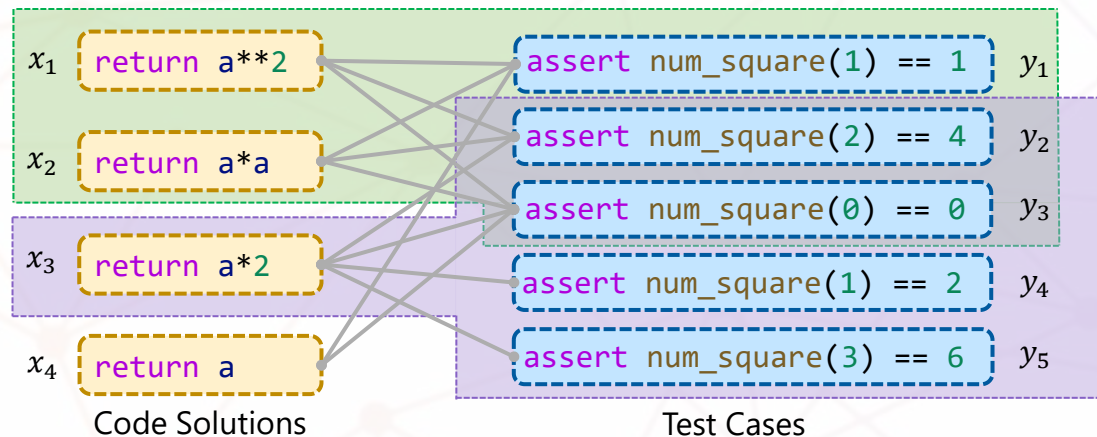 x₁ return a**2 assert num_square(1) == 1 y₁
x₂ return a*a assert num_square(2) == 4 y₂
assert num_square(0) == 0 y₃
x₃ return a*2 assert num_square(1) == 2 y₄
x₄ return a assert num_square(3) == 6 y₅
Code Solutions Test Cases